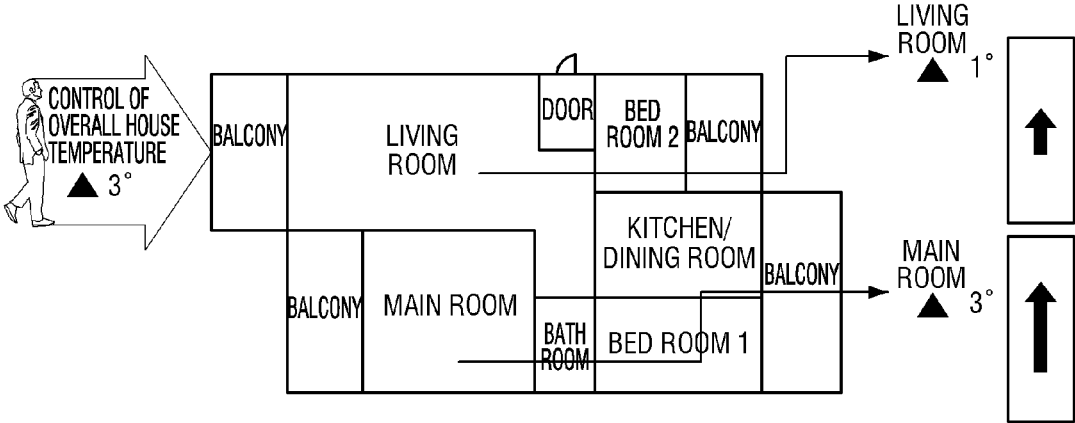 CONTROL OF
OVERALL HOUSE
TEMPERATURE
▲ 3°
BALCONY
LIVING
ROOM
DOOR
BED
ROOM 2
BALCONY
KITCHEN/
DINING ROOM
BALCONY
BALCONY
MAIN ROOM
BATH
ROOM
BED ROOM 1
LIVING
ROOM
▲ 1°
MAIN
ROOM
▲ 3°